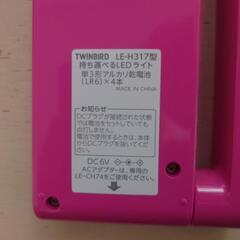 TWINBIRD LE-H317型
持ち運べるLEDライト
単3形アルカリ乾電池
(LR6)×4本
MADE IN CHINA
お知らせ
DCプラグが接続された状態
では電池をセットしていても
点灯しません。
電池で使用するときは、本体
からDCプラグを抜いてくだ
さい。
DC 6V
ACアダプターは、専用の
LE-CH74をご使用ください。